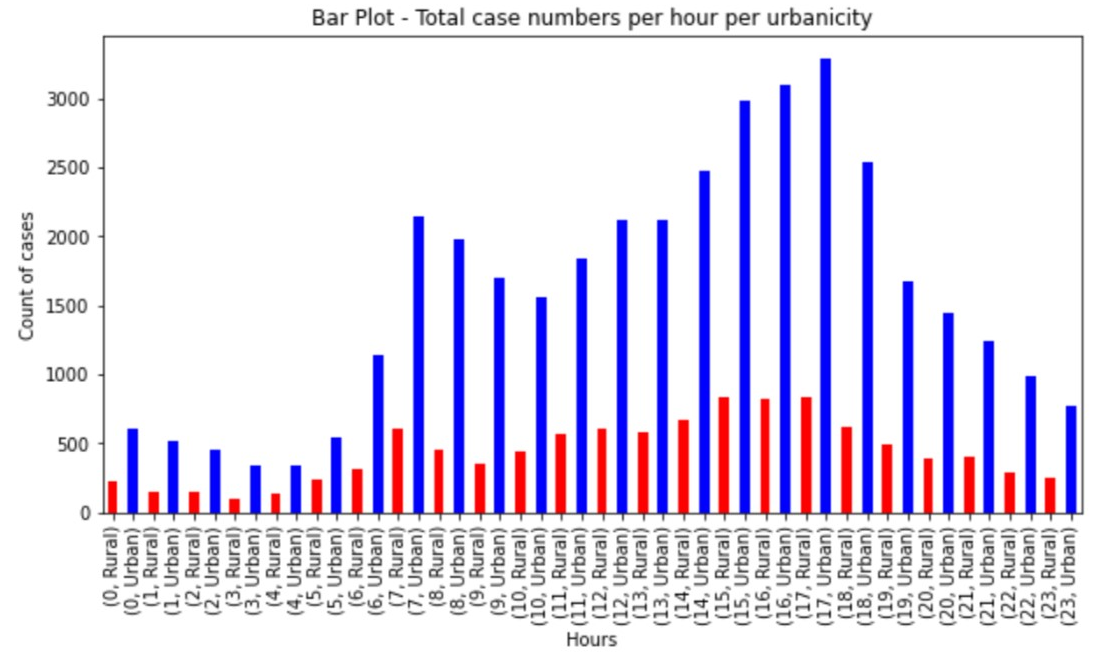 Bar Plot - Total case numbers per hour per urbanicity
Count of cases
3000
2500
2000
1500
1000
500
0
(0, Rural)
(0, Urban)
(1, Rural)
(1, Urban)
(2, Rural)
(2, Urban)
(3, Rural)
(3, Urban)
(4, Rural)
(4, Urban)
(5, Rural)
(5, Urban)
(6, Rural)
(6, Urban)
(7, Rural)
(7, Urban)
(8, Rural)
(8, Urban)
(9, Rural)
(9, Urban)
(10, Rural)
(10, Urban)
(11, Rural)
(11, Urban)
(12, Rural)
(12, Urban)
(13, Rural)
(13, Urban)
(14, Rural)
(14, Urban)
(15, Rural)
(15, Urban)
(16, Rural)
(16, Urban)
(17, Rural)
(17, Urban)
(18, Rural)
(18, Urban)
(19, Rural)
(19, Urban)
(20, Rural)
(20, Urban)
(21, Rural)
(21, Urban)
(22, Rural)
(22, Urban)
(23, Rural)
(23, Urban)
Hours